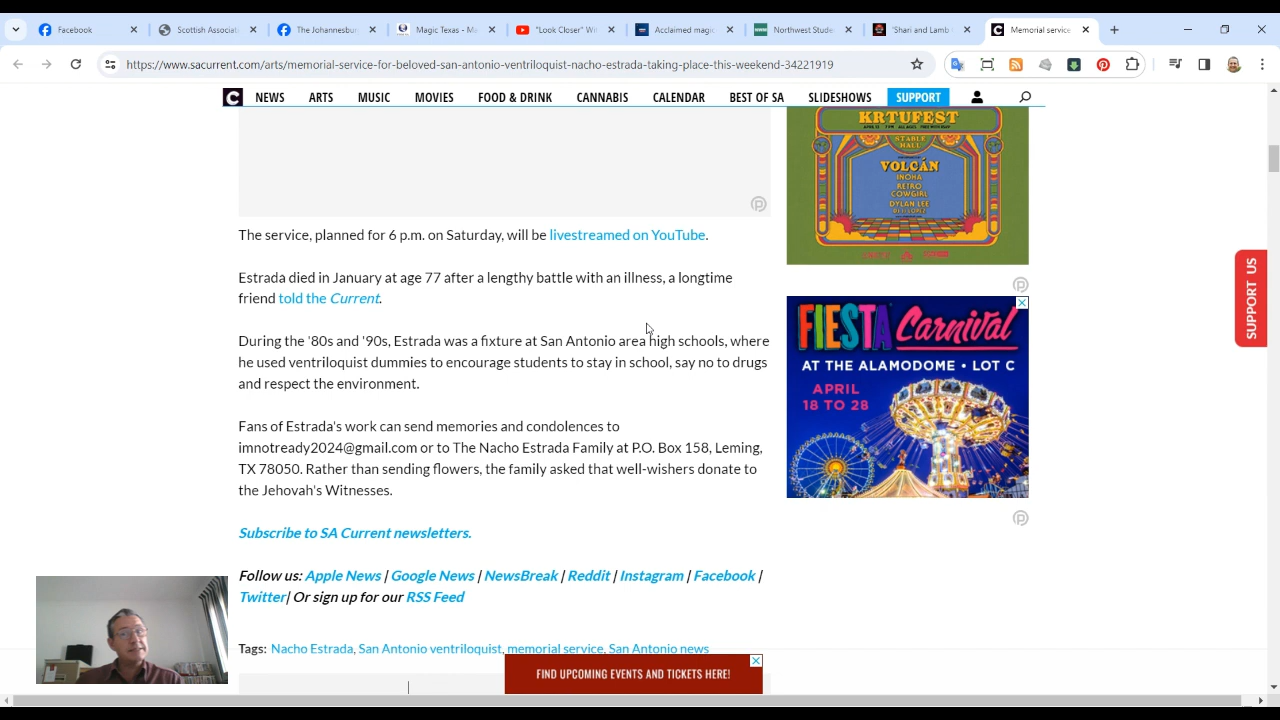 Facebook
Scottish Associat
The Johannesburg
Magic Texas - Ma
"Look Closer" Wit
Acclaimed magic
Northwest Stude
"Shari and Lamb
Memorial service
https://www.sacurrent.com/arts/memorial-service-for-beloved-san-antonio-ventriloquist-nacho-estrada-taking-place-this-weekend-34221919
C NEWS ARTS MUSIC MOVIES FOOD & DRINK CANNABIS CALENDAR BEST OF SA SLIDESHOWS SUPPORT
KRTUFEST
STABLE
HALL
VOLCÁN
INOHA
RETRO
COWGIRL
DYLAN LEE
The service, planned for 6 p.m. on Saturday, will be livestreamed on YouTube.
Estrada died in January at age 77 after a lengthy battle with an illness, a longtime
friend told the Current.
During the '80s and '90s, Estrada was a fixture at San Antonio area high schools, where
he used ventriloquist dummies to encourage students to stay in school, say no to drugs
and respect the environment.
Fans of Estrada's work can send memories and condolences to
imnotready2024@gmail.com or to The Nacho Estrada Family at P.O. Box 158, Leming,
TX 78050. Rather than sending flowers, the family asked that well-wishers donate to
the Jehovah's Witnesses.
Subscribe to SA Current newsletters.
Follow us: Apple News | Google News | NewsBreak | Reddit | Instagram | Facebook |
Twitter| Or sign up for our RSS Feed
Tags: Nacho Estrada, San Antonio ventriloquist, memorial service, San Antonio news
FIESTA Carnival
AT THE ALAMODOME • LOT C
APRIL
18 TO 28
SUPPORT US
FIND UPCOMING EVENTS AND TICKETS HERE!